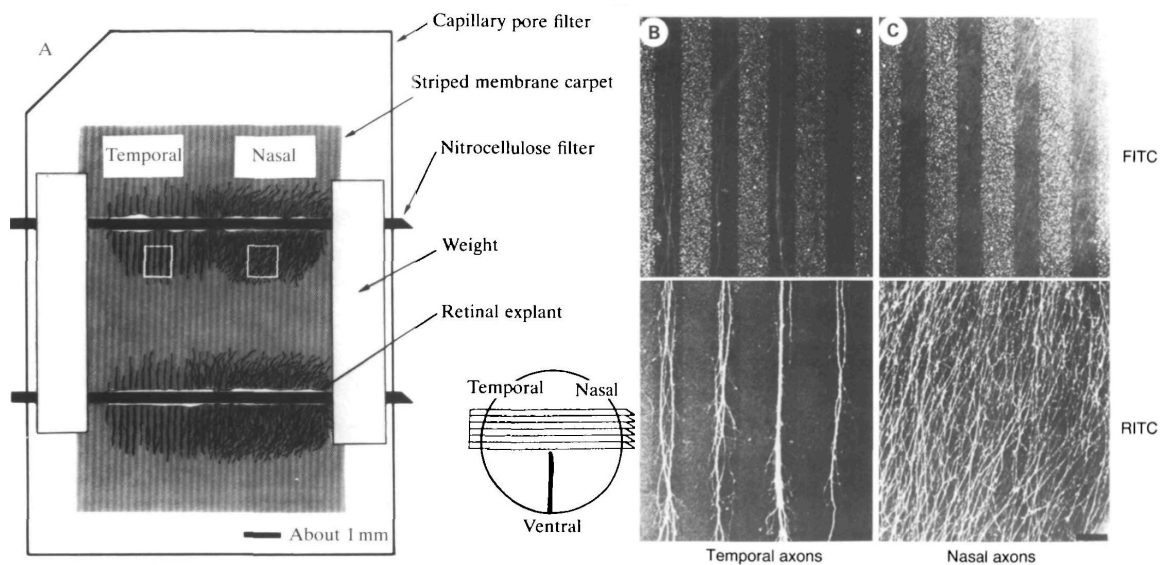 A
Capillary pore filter
Striped membrane carpet
Temporal
Nasal
Nitrocellulose filter
Weight
Retinal explant
About 1 mm
Temporal
Nasal
Ventral
B
C
FITC
RITC
Temporal axons
Nasal axons